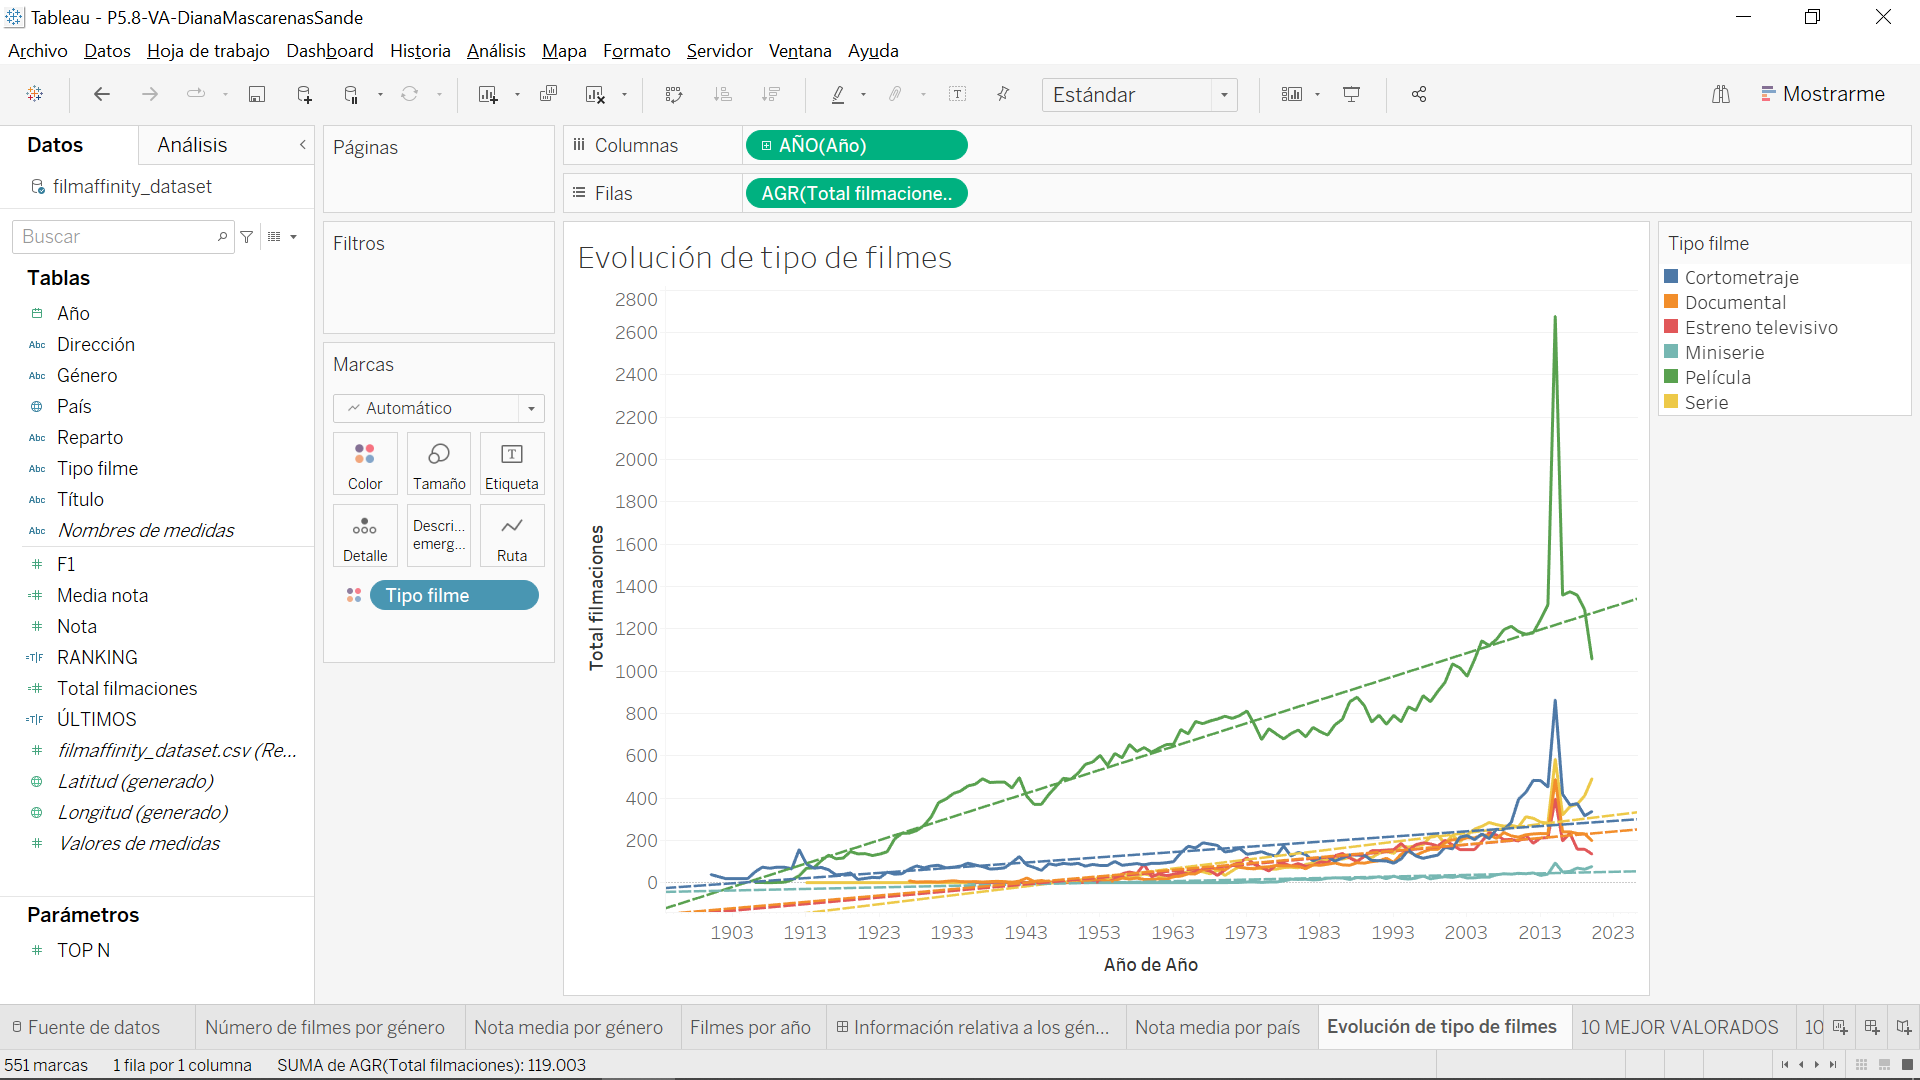 Tableau - P5.8-VA-DianaMascarenasSande
Archivo Datos Hoja de trabajo Dashboard Historia Análisis Mapa Formato Servidor Ventana Ayuda
Estándar
Mostrarme
Datos
Análisis
filmaffinity_dataset
Buscar
Tablas
Año
Abc Dirección
Abc Género
País
Abc Reparto
Abc Tipo filme
Abc Título
Abc Nombres de medidas
# F1
=# Media nota
# Nota
=T|F RANKING
=# Total filmaciones
=T|F ÚLTIMOS
# filmaffinity_dataset.csv (Re...
Latitud (generado)
Longitud (generado)
# Valores de medidas
Parámetros
# TOP N
Páginas
Filtros
Marcas
Automático
Color
Tamaño
T
Etiqueta
Detalle
Descri...
emerg...
Ruta
Tipo filme
Columnas
AÑO(Año)
Filas
AGR(Total filmacione..
Evolución de tipo de filmes
2800
2600
2400
2200
2000
1800
1600
1400
1200
1000
800
600
400
200
0
Total filmaciones
1903 1913 1923 1933 1943 1953 1963 1973 1983 1993 2003 2013 2023
Año de Año
Tipo filme
Cortometraje
Documental
Estreno televisivo
Miniserie
Película
Serie
Fuente de datos
Número de filmes por género
Nota media por género
Filmes por año
Información relativa a los gén...
Nota media por país
Evolución de tipo de filmes
10 MEJOR VALORADOS
10
551 marcas 1 fila por 1 columna SUMA de AGR(Total filmaciones): 119.003